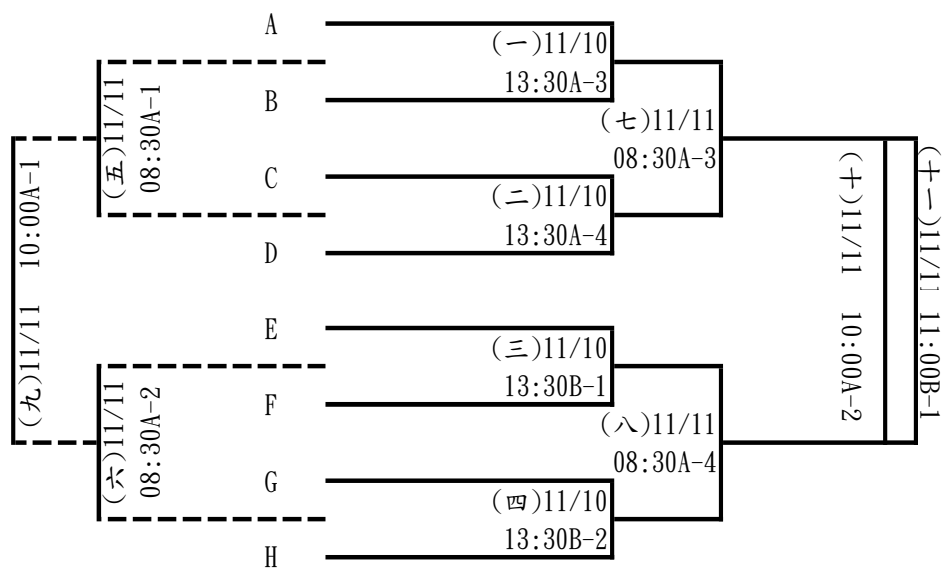 A
(一)11/10
13:30A-3
B
(五)11/11
08:30A-1
(七)11/11
08:30A-3
C
(二)11/10
13:30A-4
D
(九)11/11 10:00A-1
(十)11/11 10:00A-2
(十一)11/1] 11:00B-1
E
(三)11/10
13:30B-1
F
(六)11/11
08:30A-2
(八)11/11
08:30A-4
G
(四)11/10
13:30B-2
H